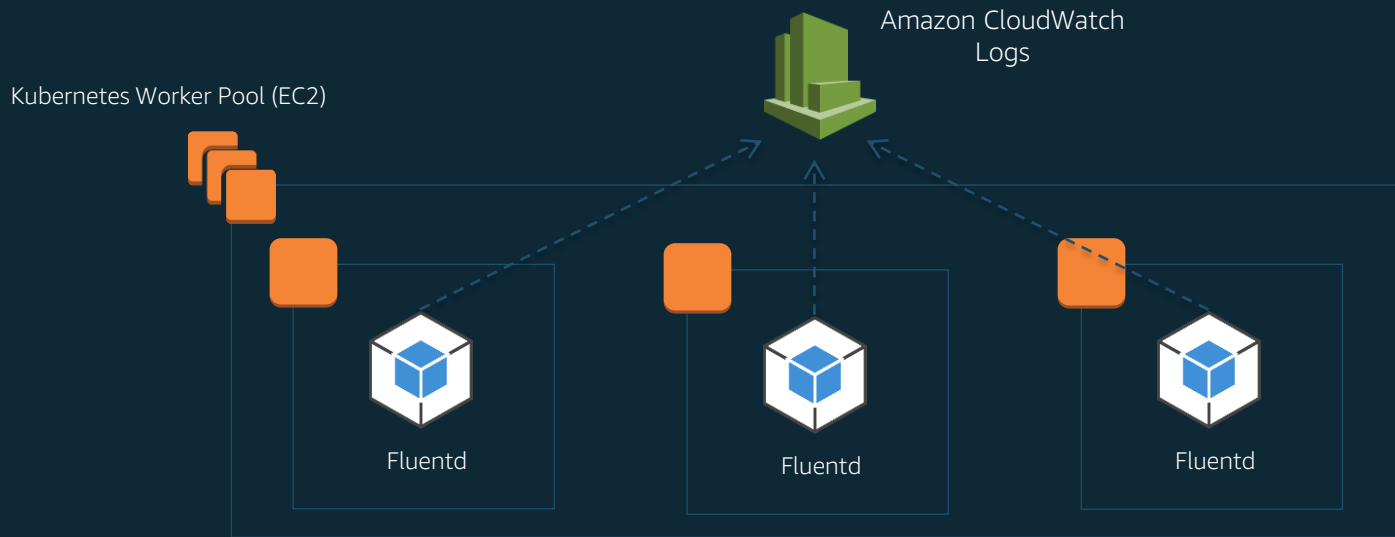 Amazon CloudWatch
Logs
Kubernetes Worker Pool (EC2)
Fluentd
Fluentd
Fluentd